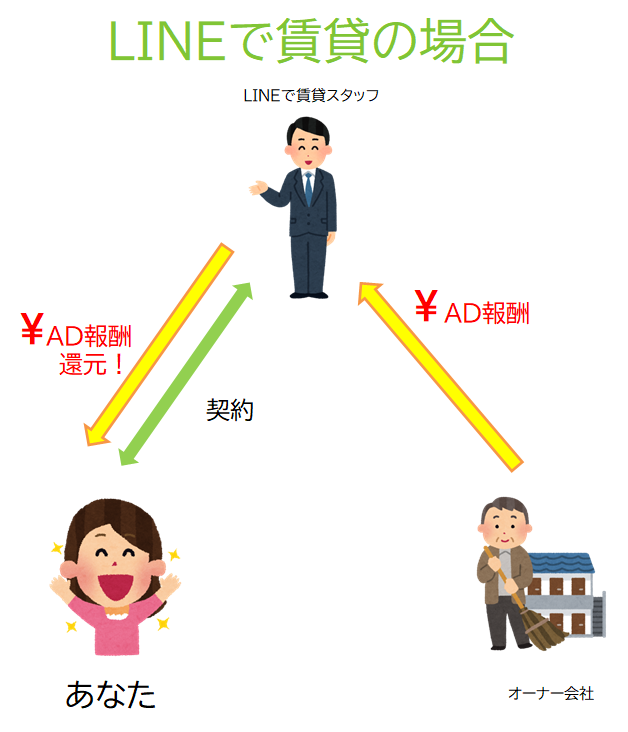 LINEで賃貸の場合
LINEで賃貸スタッフ
¥AD報酬
還元！
¥ AD報酬
契約
あなた
オーナー会社